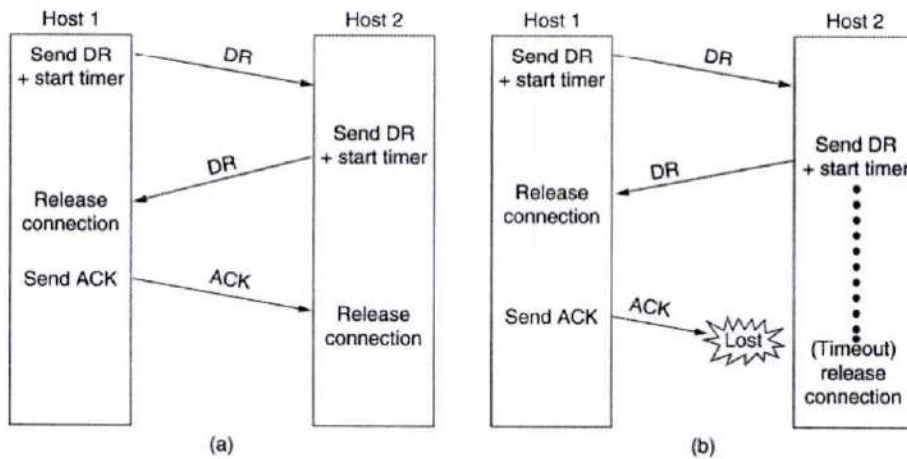 Host 1
Host 2
Send DR
+ start timer
DR
Send DR
+ start timer
DR
Release
connection
Send ACK
ACK
Release
connection
(a)
Host 1
Host 2
Send DR
+ start timer
DR
Send DR
+ start timer
DR
Release
connection
Send ACK
ACK
Lost
(Timeout)
release
connection
(b)